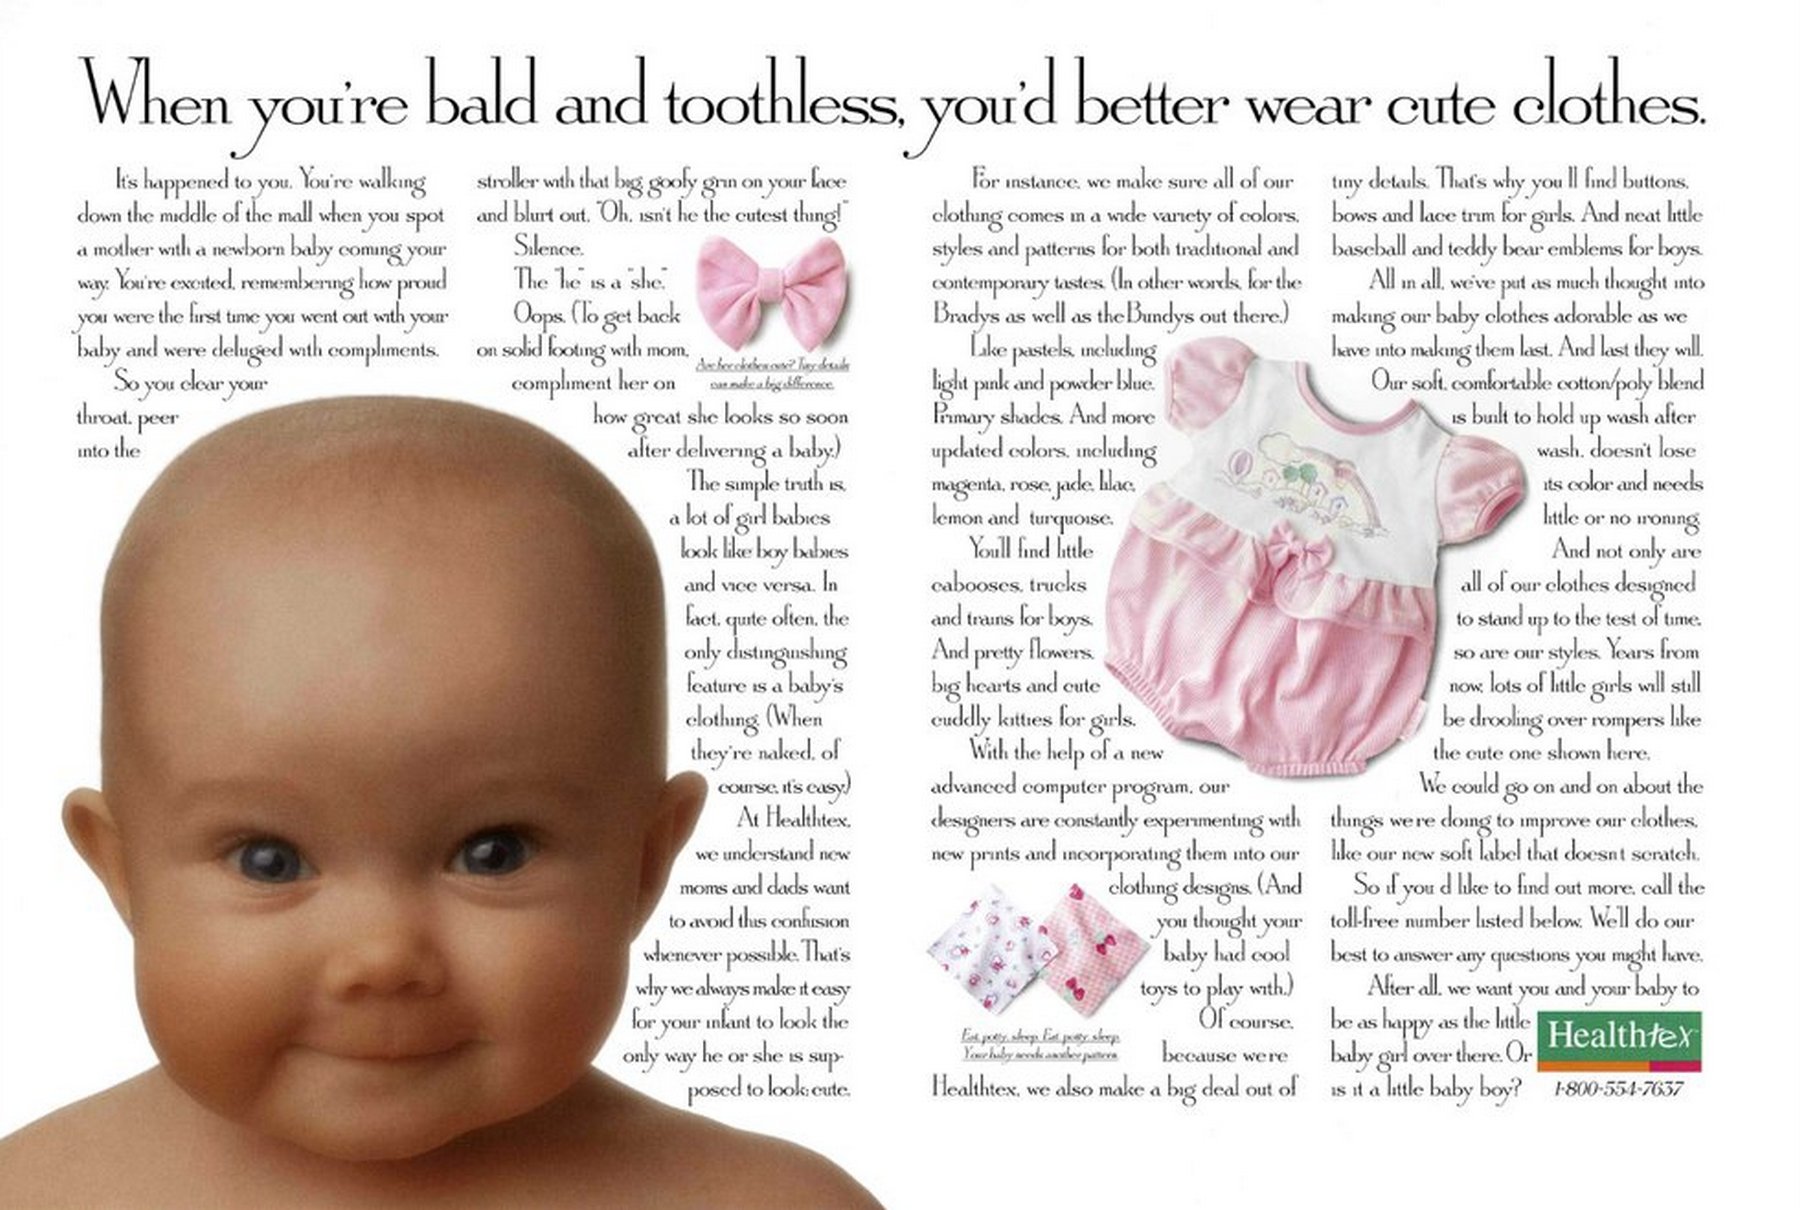 When you're bald and toothless, you'd better wear cute clothes.
It's happened to you. You're walking
down the middle of the mall when you spot
a mother with a newborn baby coming your
way. You're excited, remembering how proud
you were the first time you went out with your
baby and were deluged with compliments.
So you clear your
throat, peer
into the
stroller with that big goofy grin on your face
and blurt out, "Oh, isn't he the cutest thing!"
Silence.
The "he" is a "she."
Oops. (To get back
on solid footing with mom,
compliment her on
how great she looks so soon
after delivering a baby.)
The simple truth is,
a lot of girl babies
look like boy babies
and vice versa. In
fact, quite often, the
only distinguishing
feature is a baby's
clothing. (When
they're naked, of
course, it's easy.)
At Healthtex,
we understand new
moms and dads want
to avoid this confusion
whenever possible. That's
why we always make it easy
for your infant to look the
only way he or she is sup-
posed to look: cute.
Are her clothes cute? Tiny details
can make a big difference.
For instance, we make sure all of our
clothing comes in a wide variety of colors,
styles and patterns for both traditional and
contemporary tastes. (In other words, for the
Bradys as well as the Bundys out there.)
Like pastels, including
light pink and powder blue.
Primary shades. And more
updated colors, including
magenta, rose, jade, lilac,
lemon and turquoise.
You'll find little
cabooses, trucks
and trains for boys.
And pretty flowers,
big hearts and cute
cuddly kitties for girls.
With the help of a new
advanced computer program, our
designers are constantly experimenting with
new prints and incorporating them into our
clothing designs. (And
you thought your
baby had cool
toys to play with.)
Of course,
because we're
Healthtex, we also make a big deal out of
Eat, potty, sleep. Eat, potty, sleep.
Your baby needs another pattern.
tiny details. That's why you'll find buttons,
bows and lace trim for girls. And neat little
baseball and teddy bear emblems for boys.
All in all, we've put as much thought into
making our baby clothes adorable as we
have into making them last. And last they will.
Our soft, comfortable cotton/poly blend
is built to hold up wash after
wash, doesn't lose
its color and needs
little or no ironing.
And not only are
all of our clothes designed
to stand up to the test of time,
so are our styles. Years from
now, lots of little girls will still
be drooling over rompers like
the cute one shown here.
We could go on and on about the
things we're doing to improve our clothes,
like our new soft label that doesn't scratch.
So if you'd like to find out more, call the
toll-free number listed below. We'll do our
best to answer any questions you might have.
After all, we want you and your baby to
be as happy as the little
baby girl over there. Or
is it a little baby boy?
Healthtex
1-800-554-7637